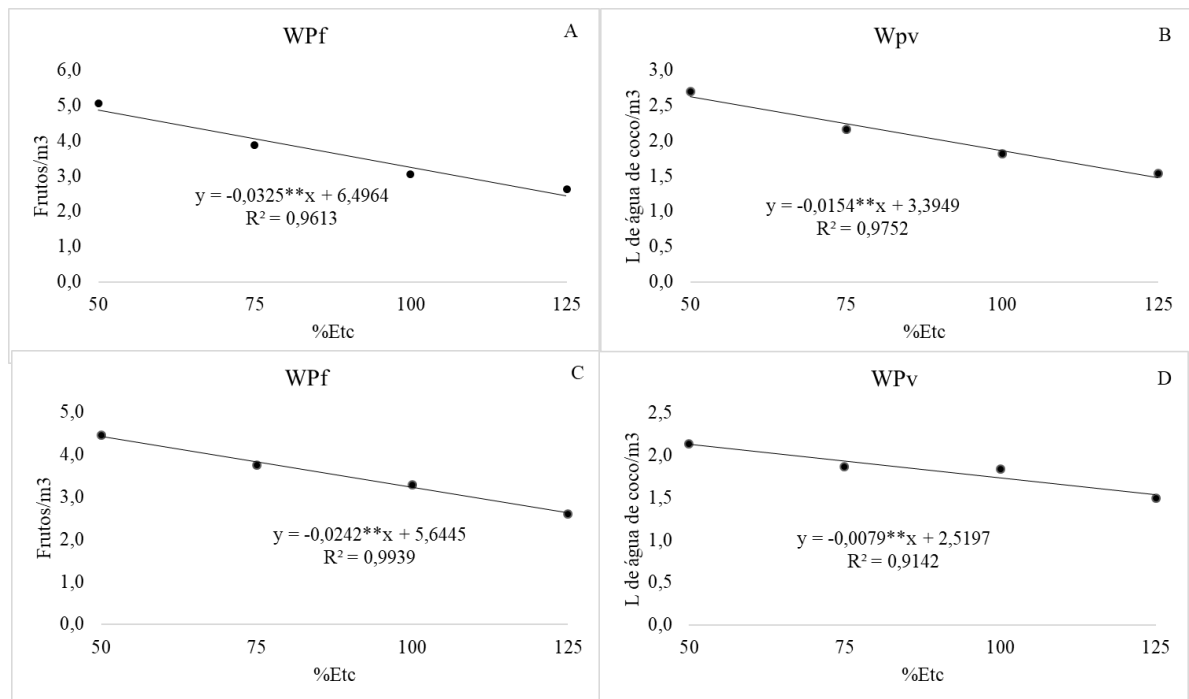 WPf
A
Frutos/m3
6,0
5,0
4,0
3,0
2,0
1,0
0,0
y = -0,0325**x + 6,4964
R² = 0,9613
50 75 100 125
%Etc
Wpv
B
L de água de coco/m3
3,0
2,5
2,0
1,5
1,0
0,5
0,0
y = -0,0154**x + 3,3949
R² = 0,9752
50 75 100 125
%Etc
WPf
C
Frutos/m3
5,0
4,0
3,0
2,0
1,0
0,0
y = -0,0242**x + 5,6445
R² = 0,9939
50 75 100 125
%Etc
WPv
D
L de água de coco/m3
2,5
2,0
1,5
1,0
0,5
0,0
y = -0,0079**x + 2,5197
R² = 0,9142
50 75 100 125
%Etc